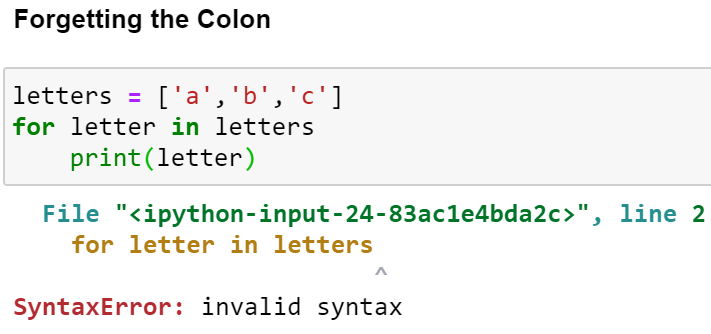 Forgetting the Colon
letters = ['a','b','c']
for letter in letters
    print(letter)
File "<ipython-input-24-83ac1e4bda2c>", line 2
    for letter in letters
                         ^
SyntaxError: invalid syntax